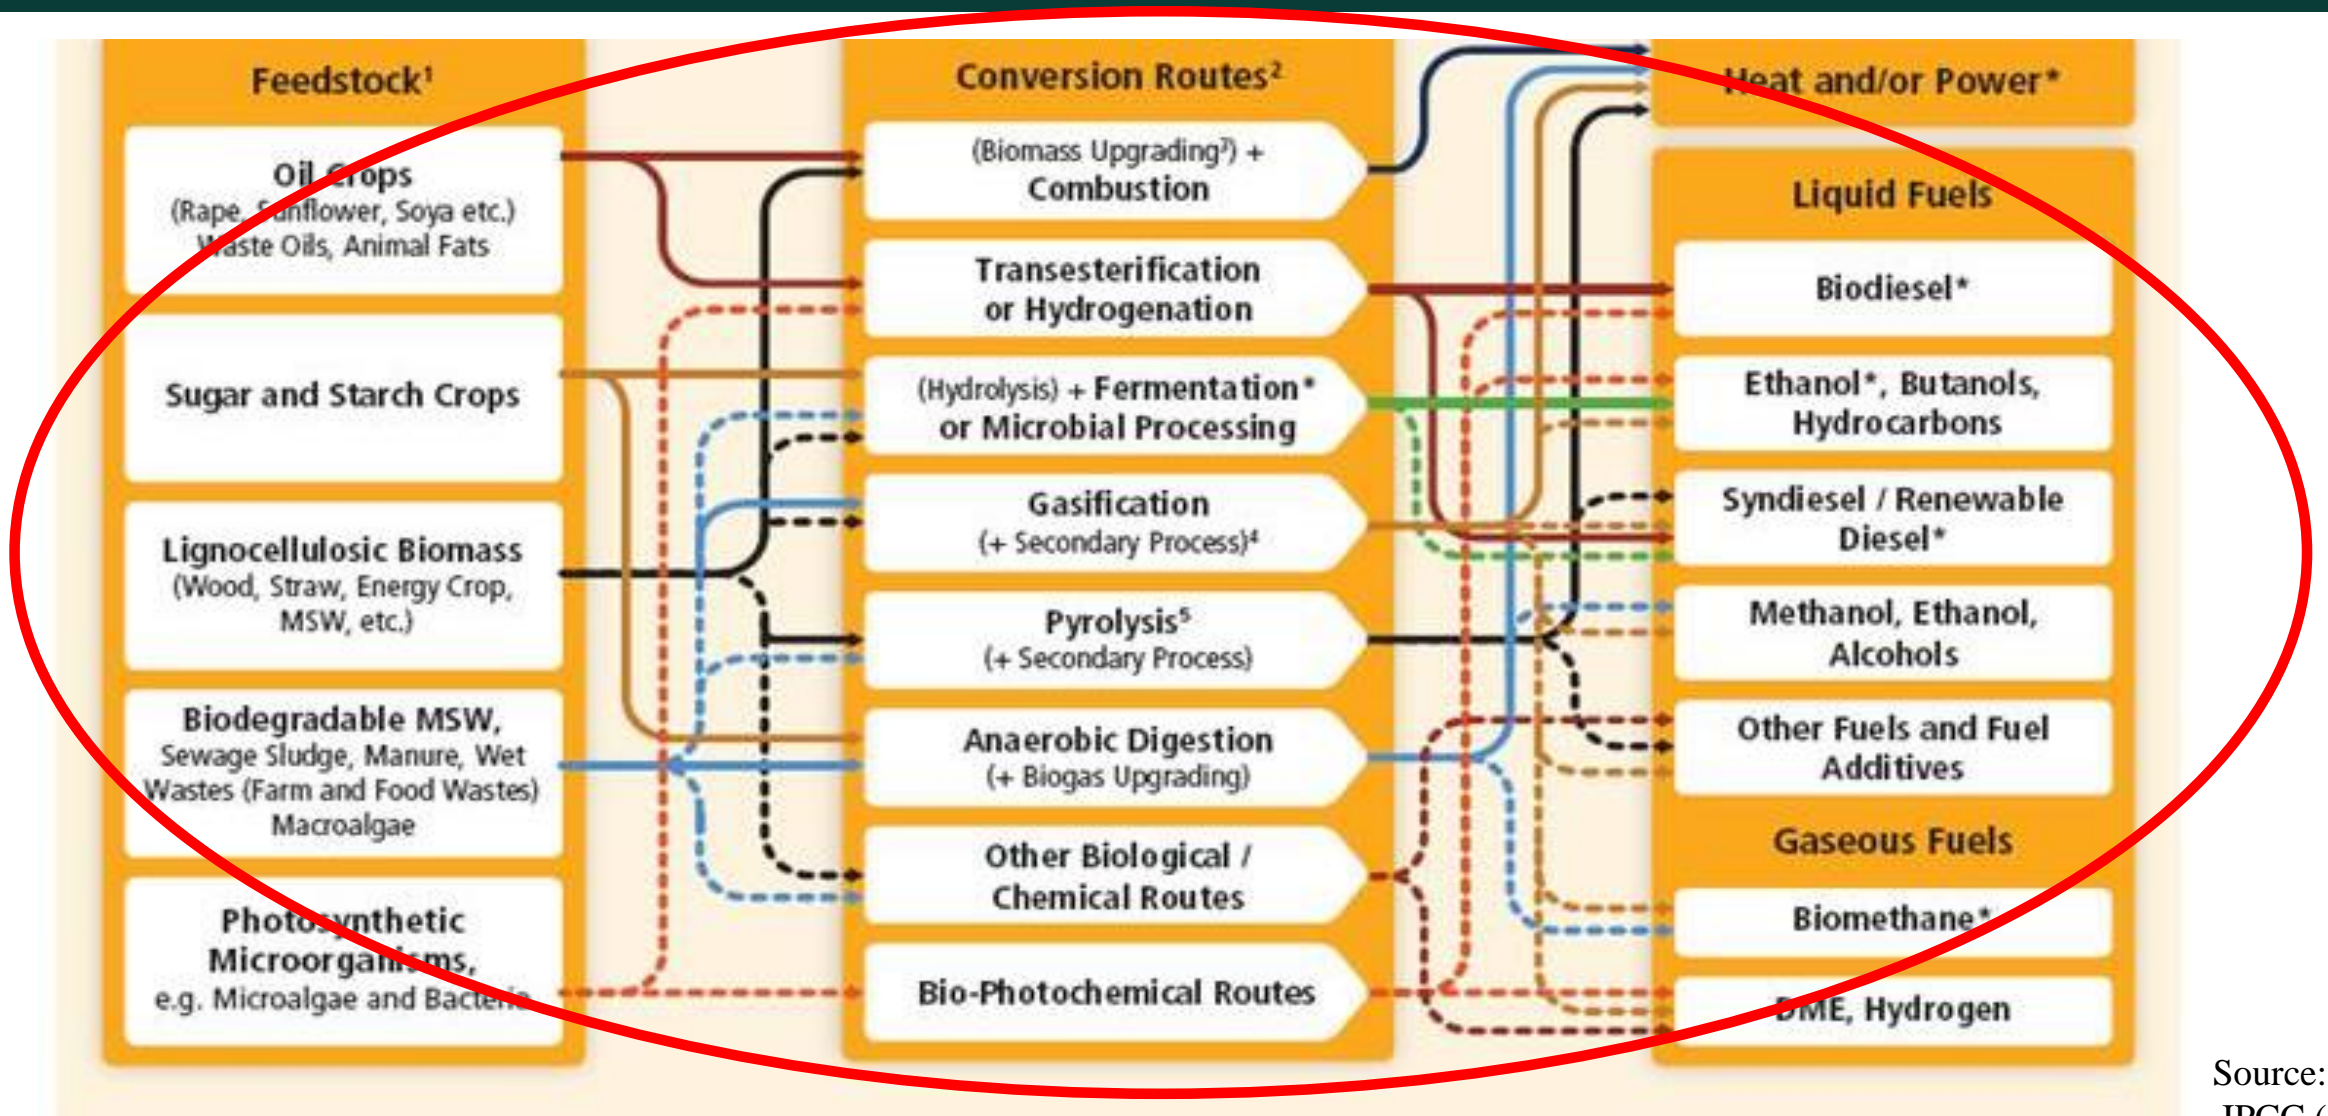 Feedstock¹
Oil Crops
(Rape, Sunflower, Soya etc.)
Waste Oils, Animal Fats
Sugar and Starch Crops
Lignocellulosic Biomass
(Wood, Straw, Energy Crop,
MSW, etc.)
Biodegradable MSW,
Sewage Sludge, Manure, Wet
Wastes (Farm and Food Wastes)
Macroalgae
Photosynthetic
Microorganisms,
e.g. Microalgae and Bacteria
Conversion Routes²
(Biomass Upgrading³) +
Combustion
Transesterification
or Hydrogenation
(Hydrolysis) + Fermentation*
or Microbial Processing
Gasification
(+ Secondary Process)⁴
Pyrolysis⁵
(+ Secondary Process)
Anaerobic Digestion
(+ Biogas Upgrading)
Other Biological /
Chemical Routes
Bio-Photochemical Routes
Heat and/or Power*
Liquid Fuels
Biodiesel*
Ethanol*, Butanols,
Hydrocarbons
Syndiesel / Renewable
Diesel*
Methanol, Ethanol,
Alcohols
Other Fuels and Fuel
Additives
Gaseous Fuels
Biomethane*
DME, Hydrogen
Source:
IPCC (